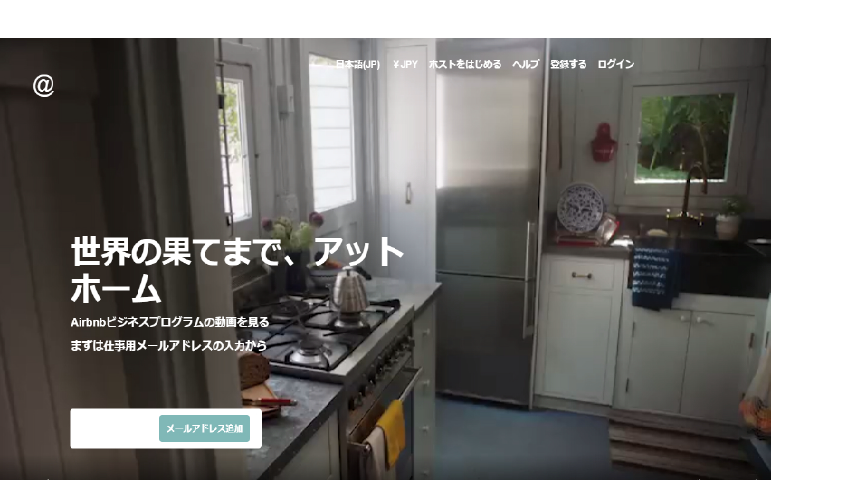 日本語(JP) ¥ JPY ホストをはじめる ヘルプ 登録する ログイン
@
世界の果てまで、アット
ホーム
Airbnbビジネスプログラムの動画を見る
まずは仕事用メールアドレスの入力から
メールアドレス追加